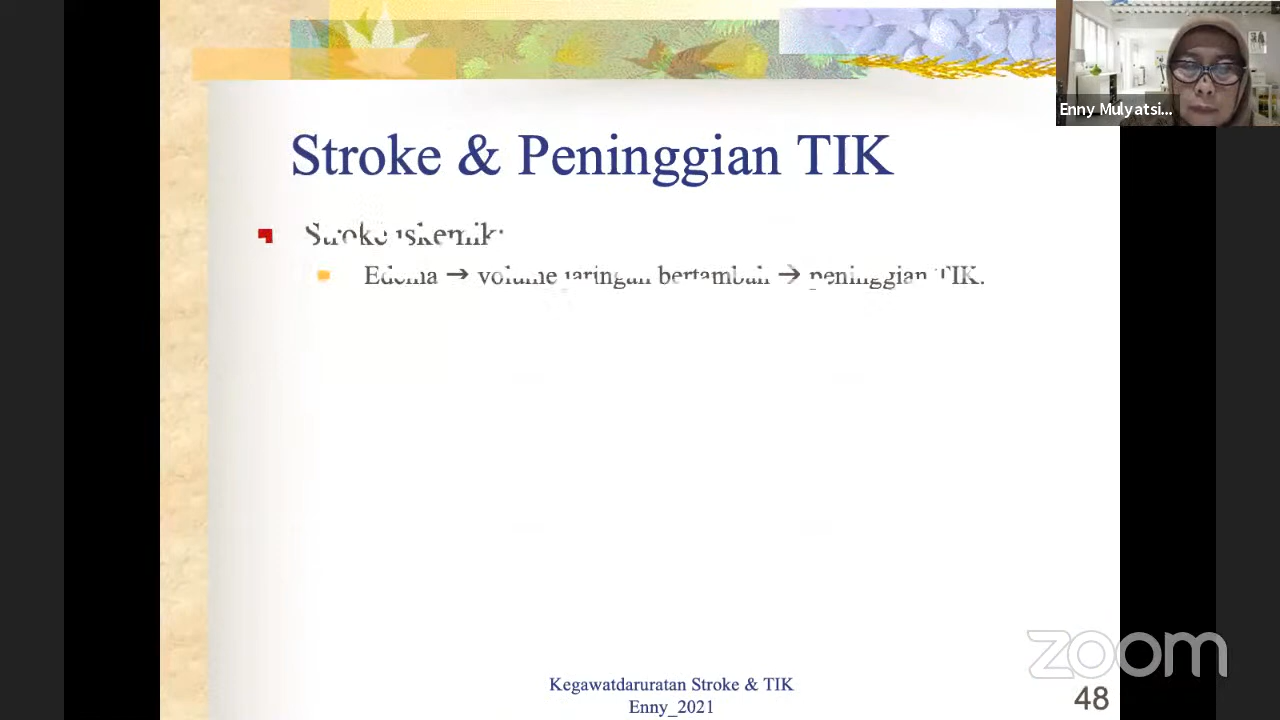 Enny Mulyatsi...
Stroke & Peninggian TIK
Stroke iskemik:
Edema → volume jaringan bertambah → peninggian TIK.
zoom
Kegawatdaruratan Stroke & TIK
Enny_2021
48